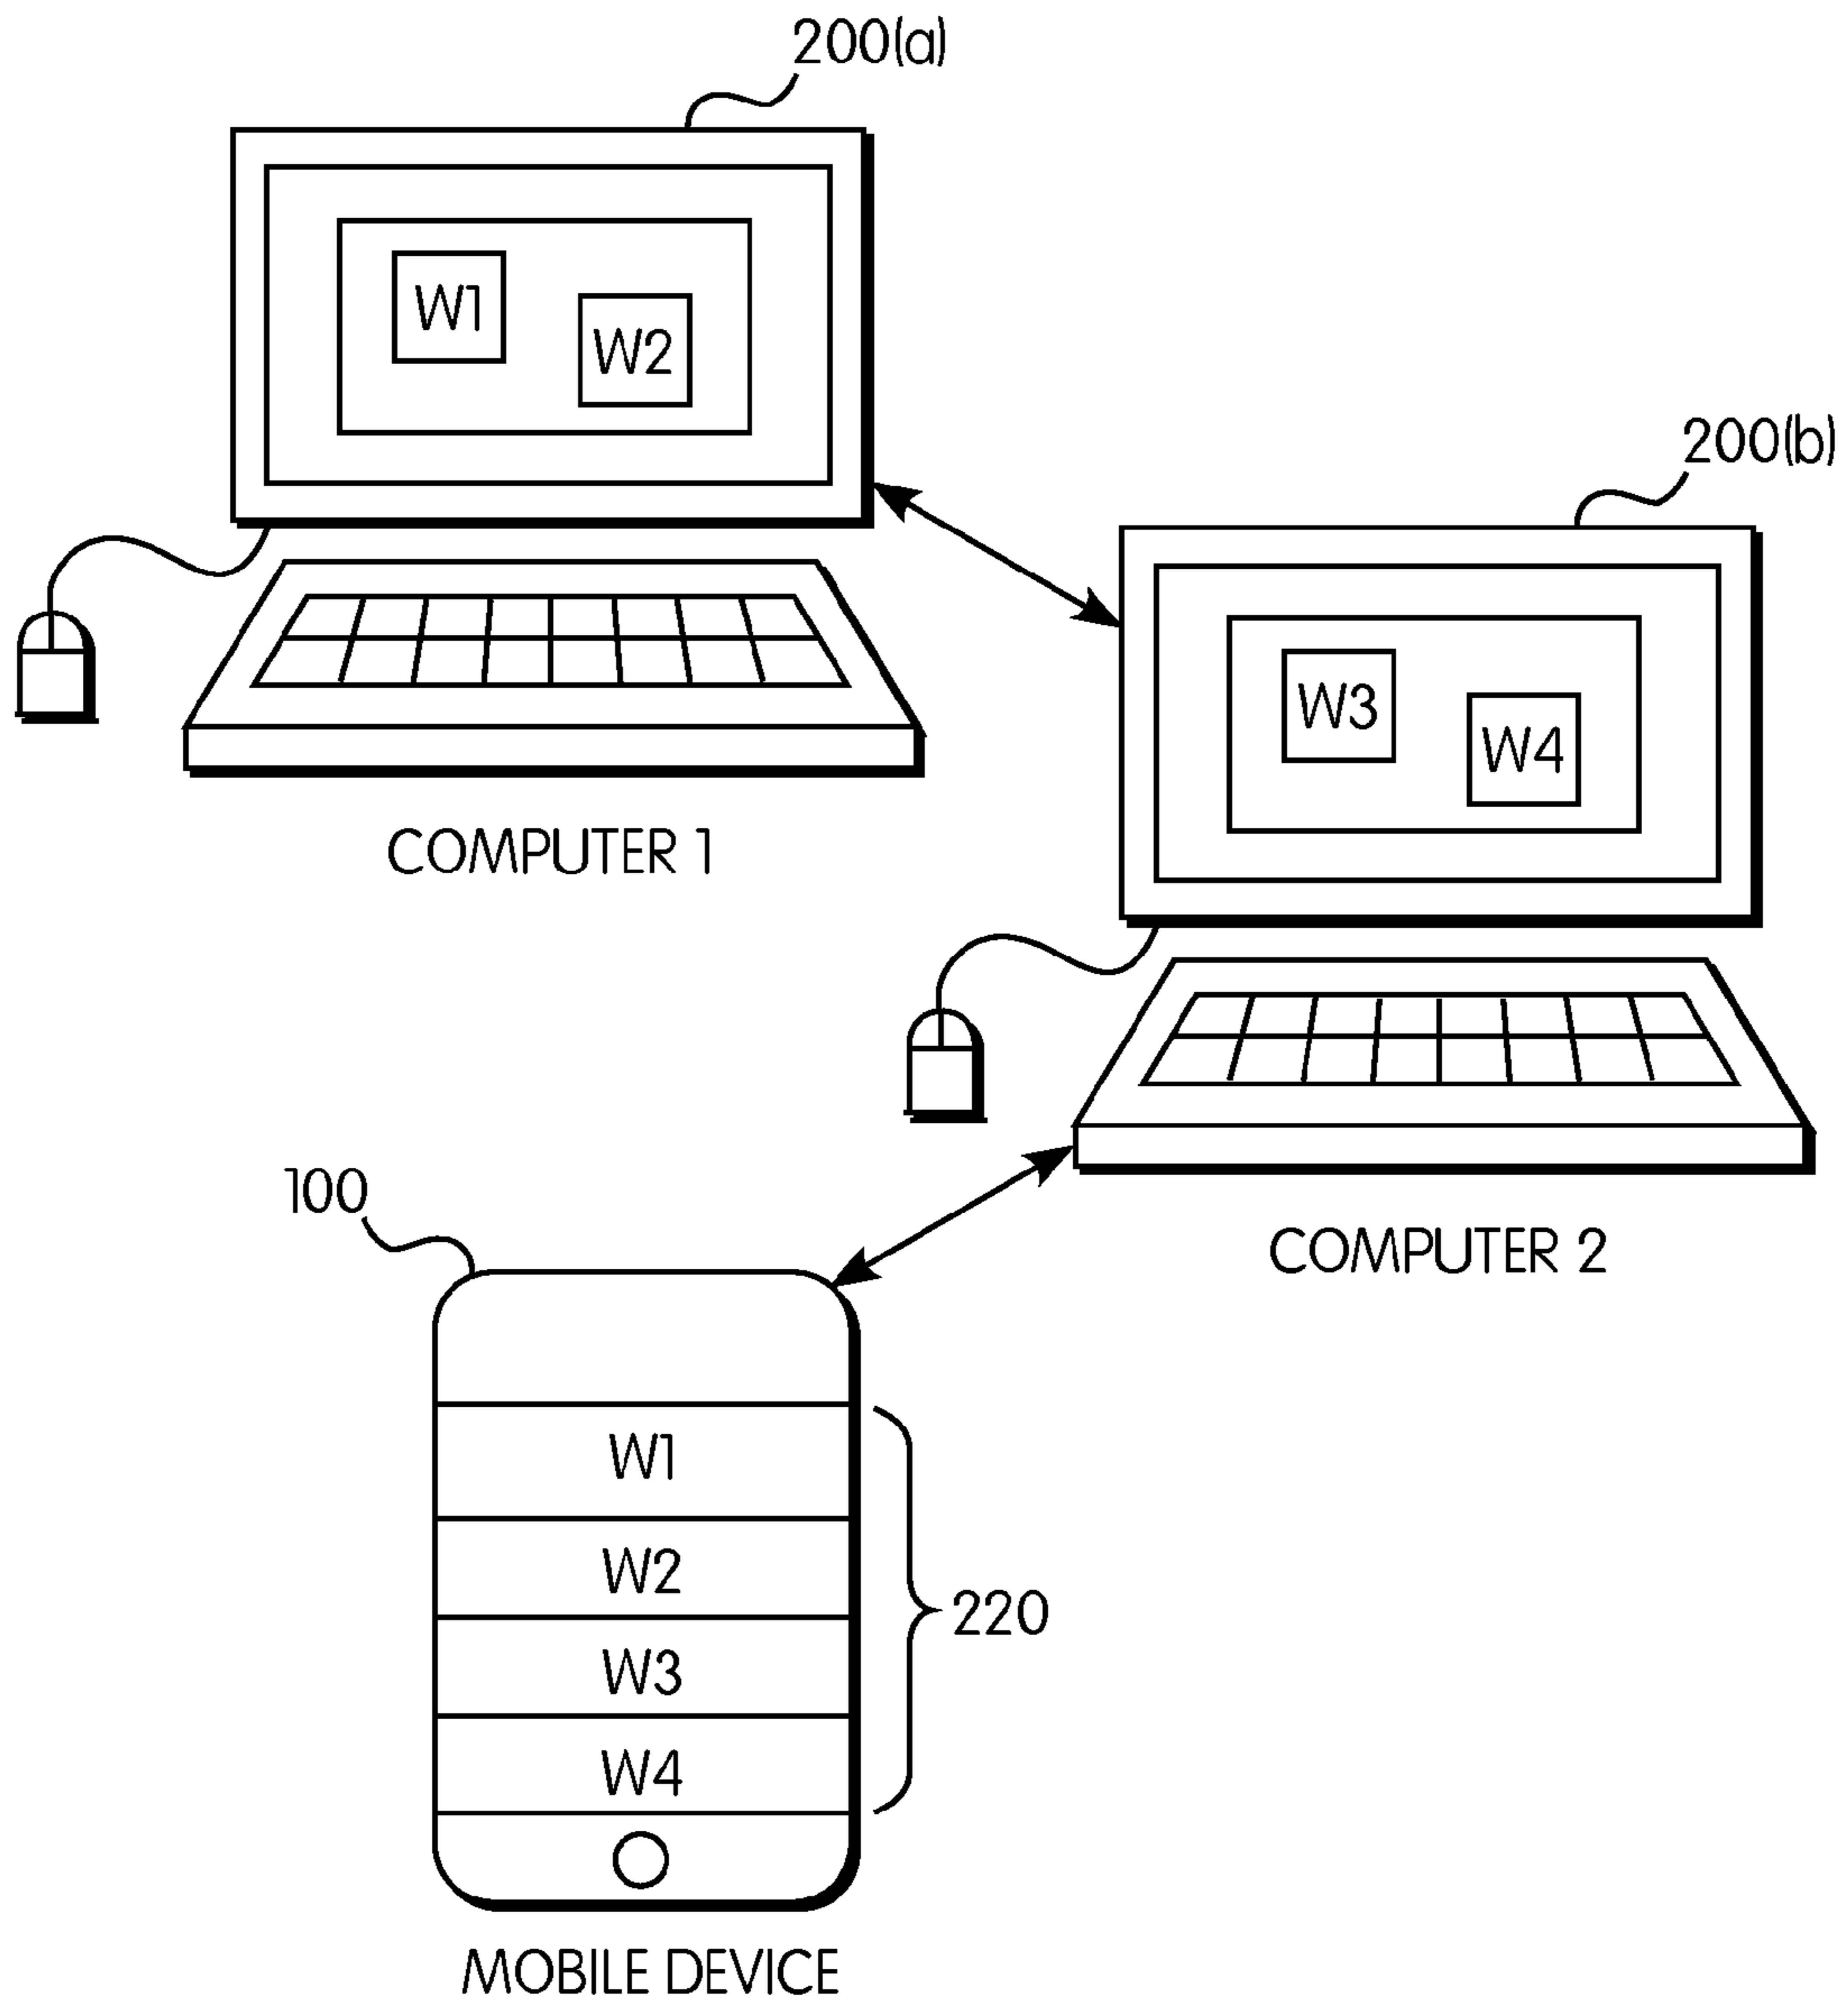 200(a)
W1
W2
COMPUTER 1
200(b)
W3
W4
COMPUTER 2
100
W1
W2
W3
W4
220
MOBILE DEVICE